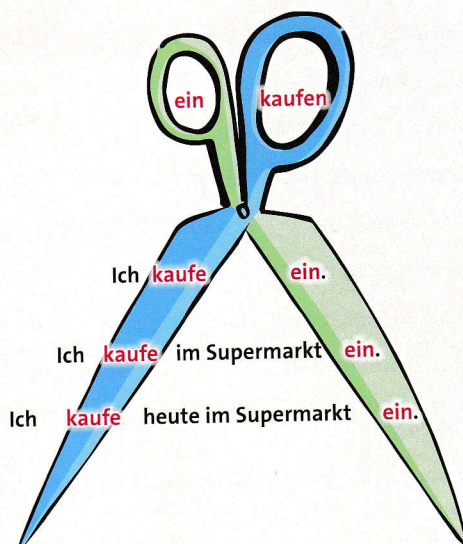 ein kaufen
Ich kaufe ein.
Ich kaufe im Supermarkt ein.
Ich kaufe heute im Supermarkt ein.